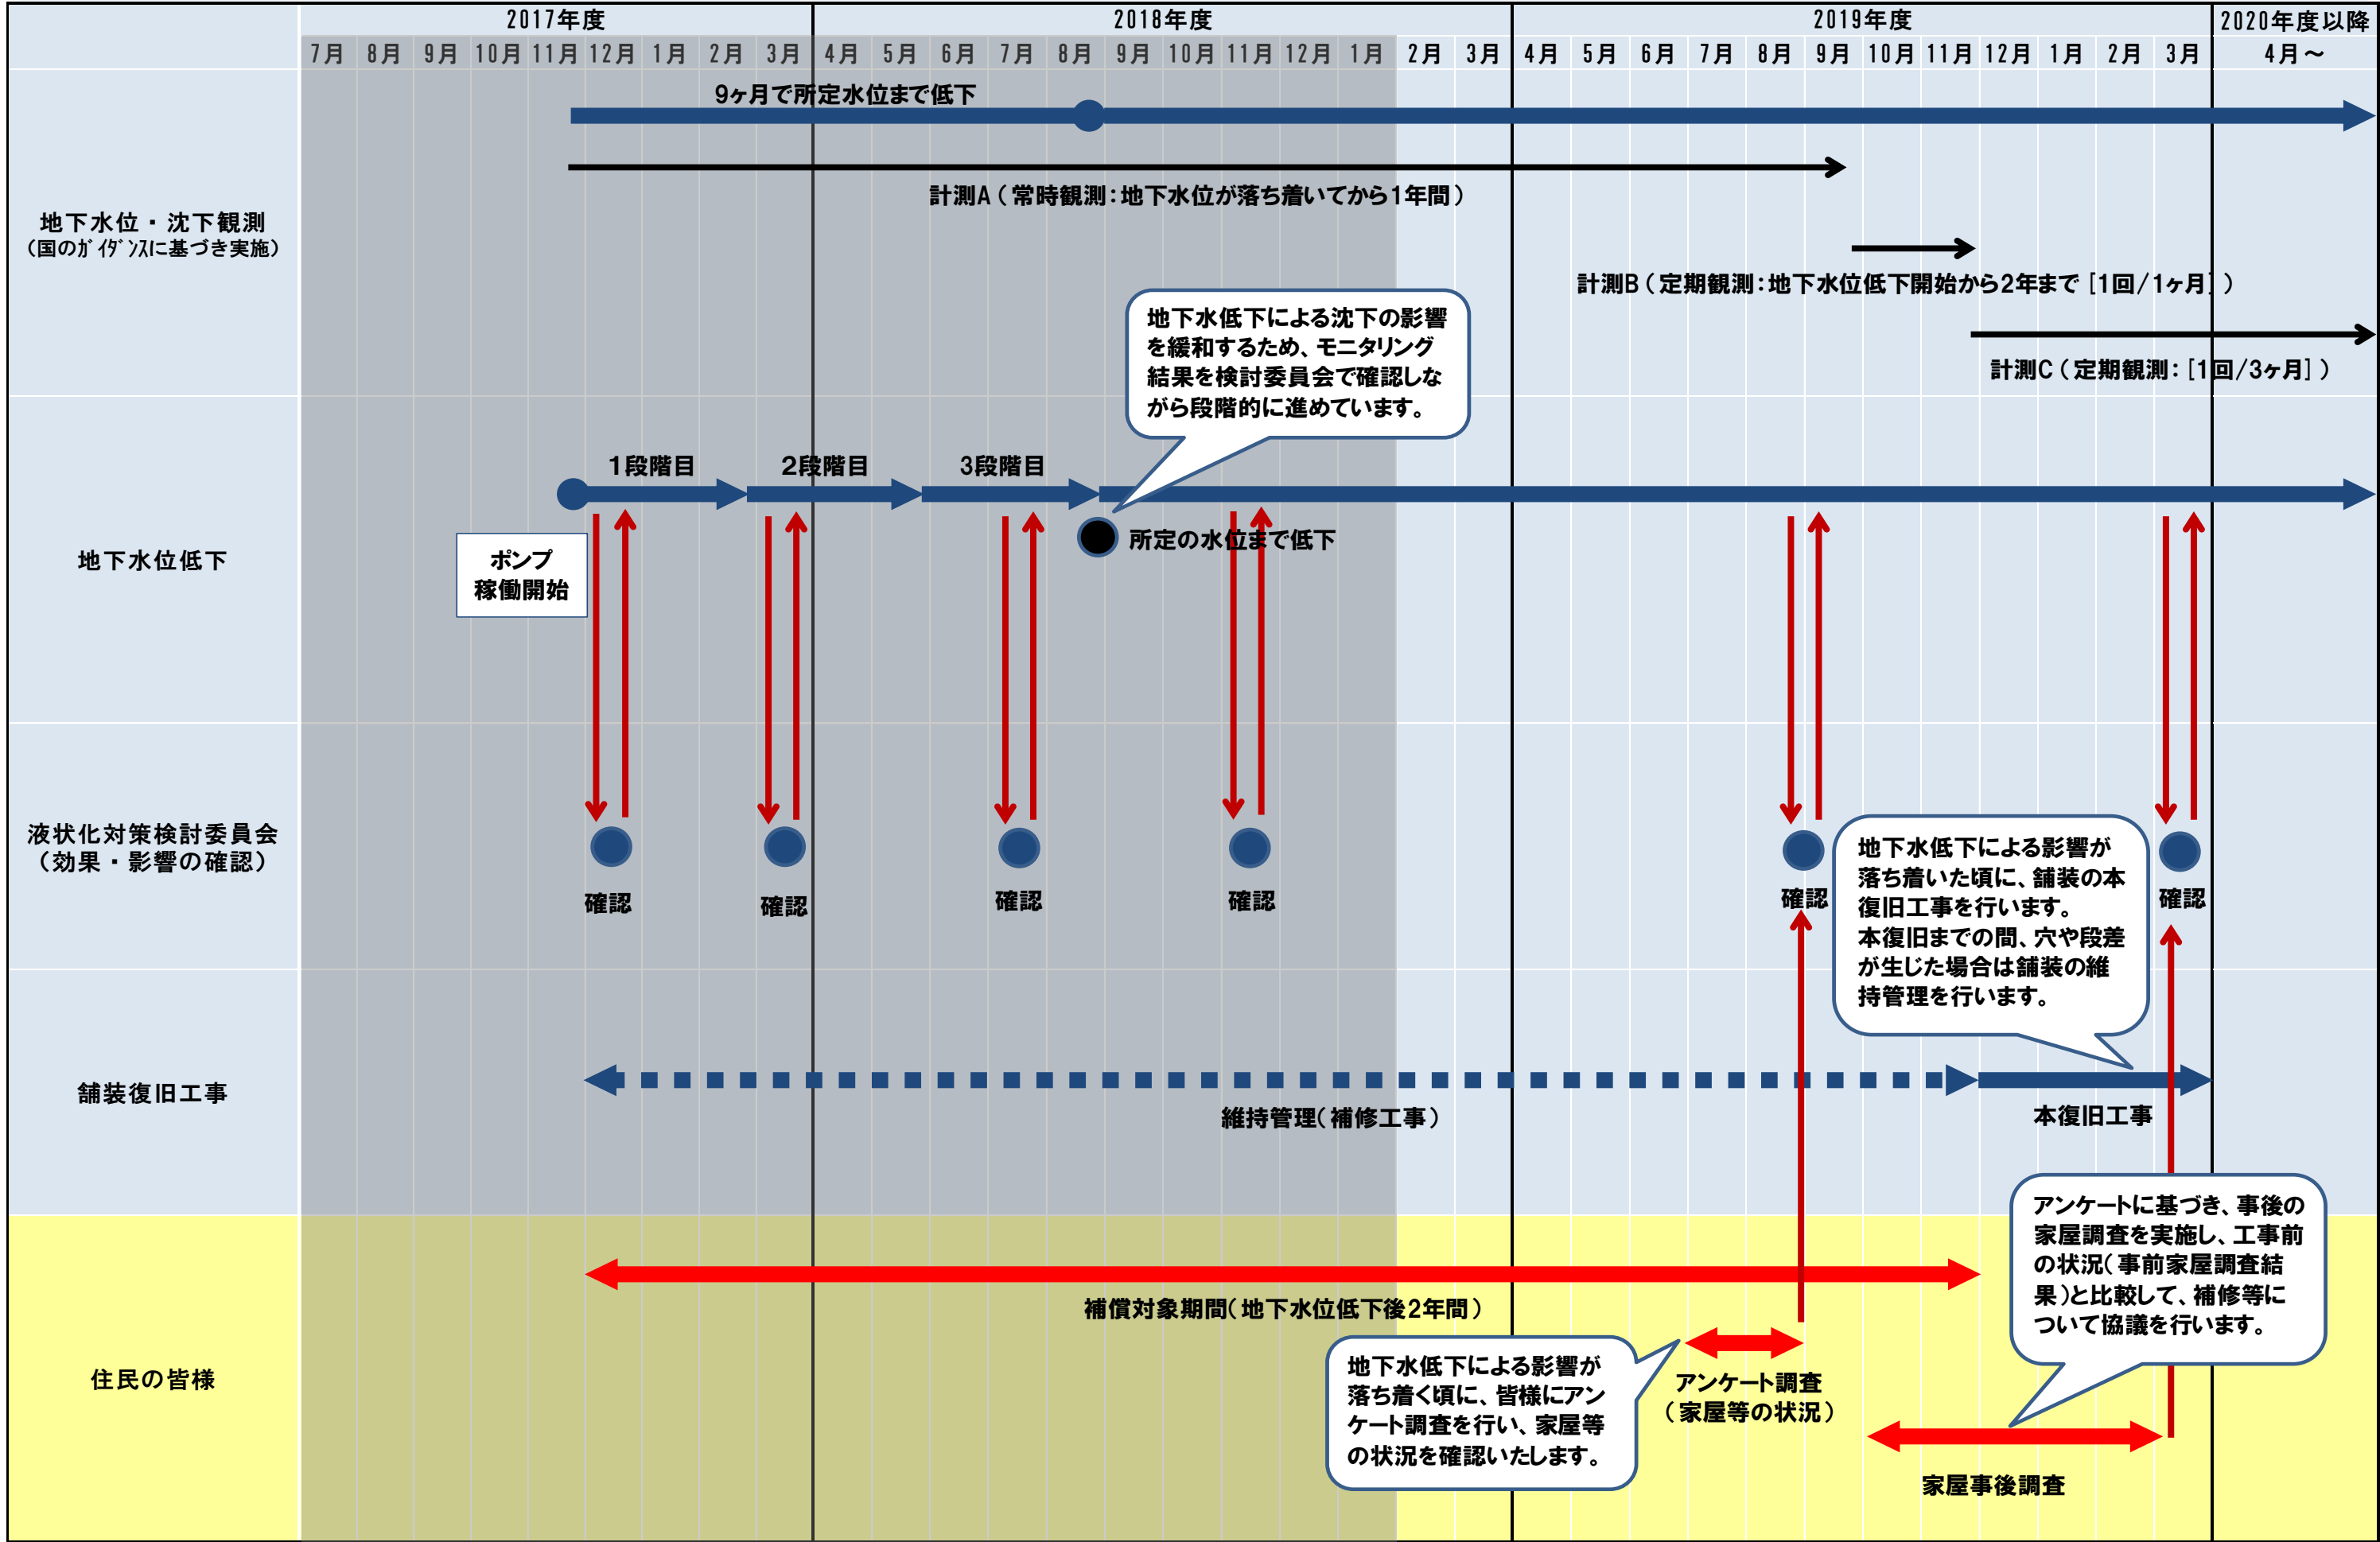 2017年度
2018年度
2019年度
2020年度以降
7月 8月 9月 10月 11月 12月 1月 2月 3月 4月 5月 6月 7月 8月 9月 10月 11月 12月 1月 2月 3月 4月 5月 6月 7月 8月 9月 10月 11月 12月 1月 2月 3月 4月～
地下水位・沈下観測
（国のｶﾞｲﾀﾞﾝｽに基づき実施）
9ヶ月で所定水位まで低下
計測A（常時観測：地下水位が落ち着いてから1年間）
計測B（定期観測：地下水位低下開始から2年まで［1回/1ヶ月］）
計測C（定期観測：［1回/3ヶ月］）
地下水低下による沈下の影響
を緩和するため、モニタリング
結果を検討委員会で確認しな
がら段階的に進めています。
地下水位低下
1段階目
2段階目
3段階目
ポンプ
稼働開始
所定の水位まで低下
液状化対策検討委員会
（効果・影響の確認）
確認
確認
確認
確認
確認
確認
地下水低下による影響が
落ち着いた頃に、舗装の本
復旧工事を行います。
本復旧までの間、穴や段差
が生じた場合は舗装の維
持管理を行います。
舗装復旧工事
維持管理（補修工事）
本復旧工事
住民の皆様
補償対象期間（地下水位低下後2年間）
地下水低下による影響が
落ち着く頃に、皆様にアン
ケート調査を行い、家屋等
の状況を確認いたします。
アンケート調査
（家屋等の状況）
アンケートに基づき、事後の
家屋調査を実施し、工事前
の状況（事前家屋調査結
果）と比較して、補修等に
ついて協議を行います。
家屋事後調査